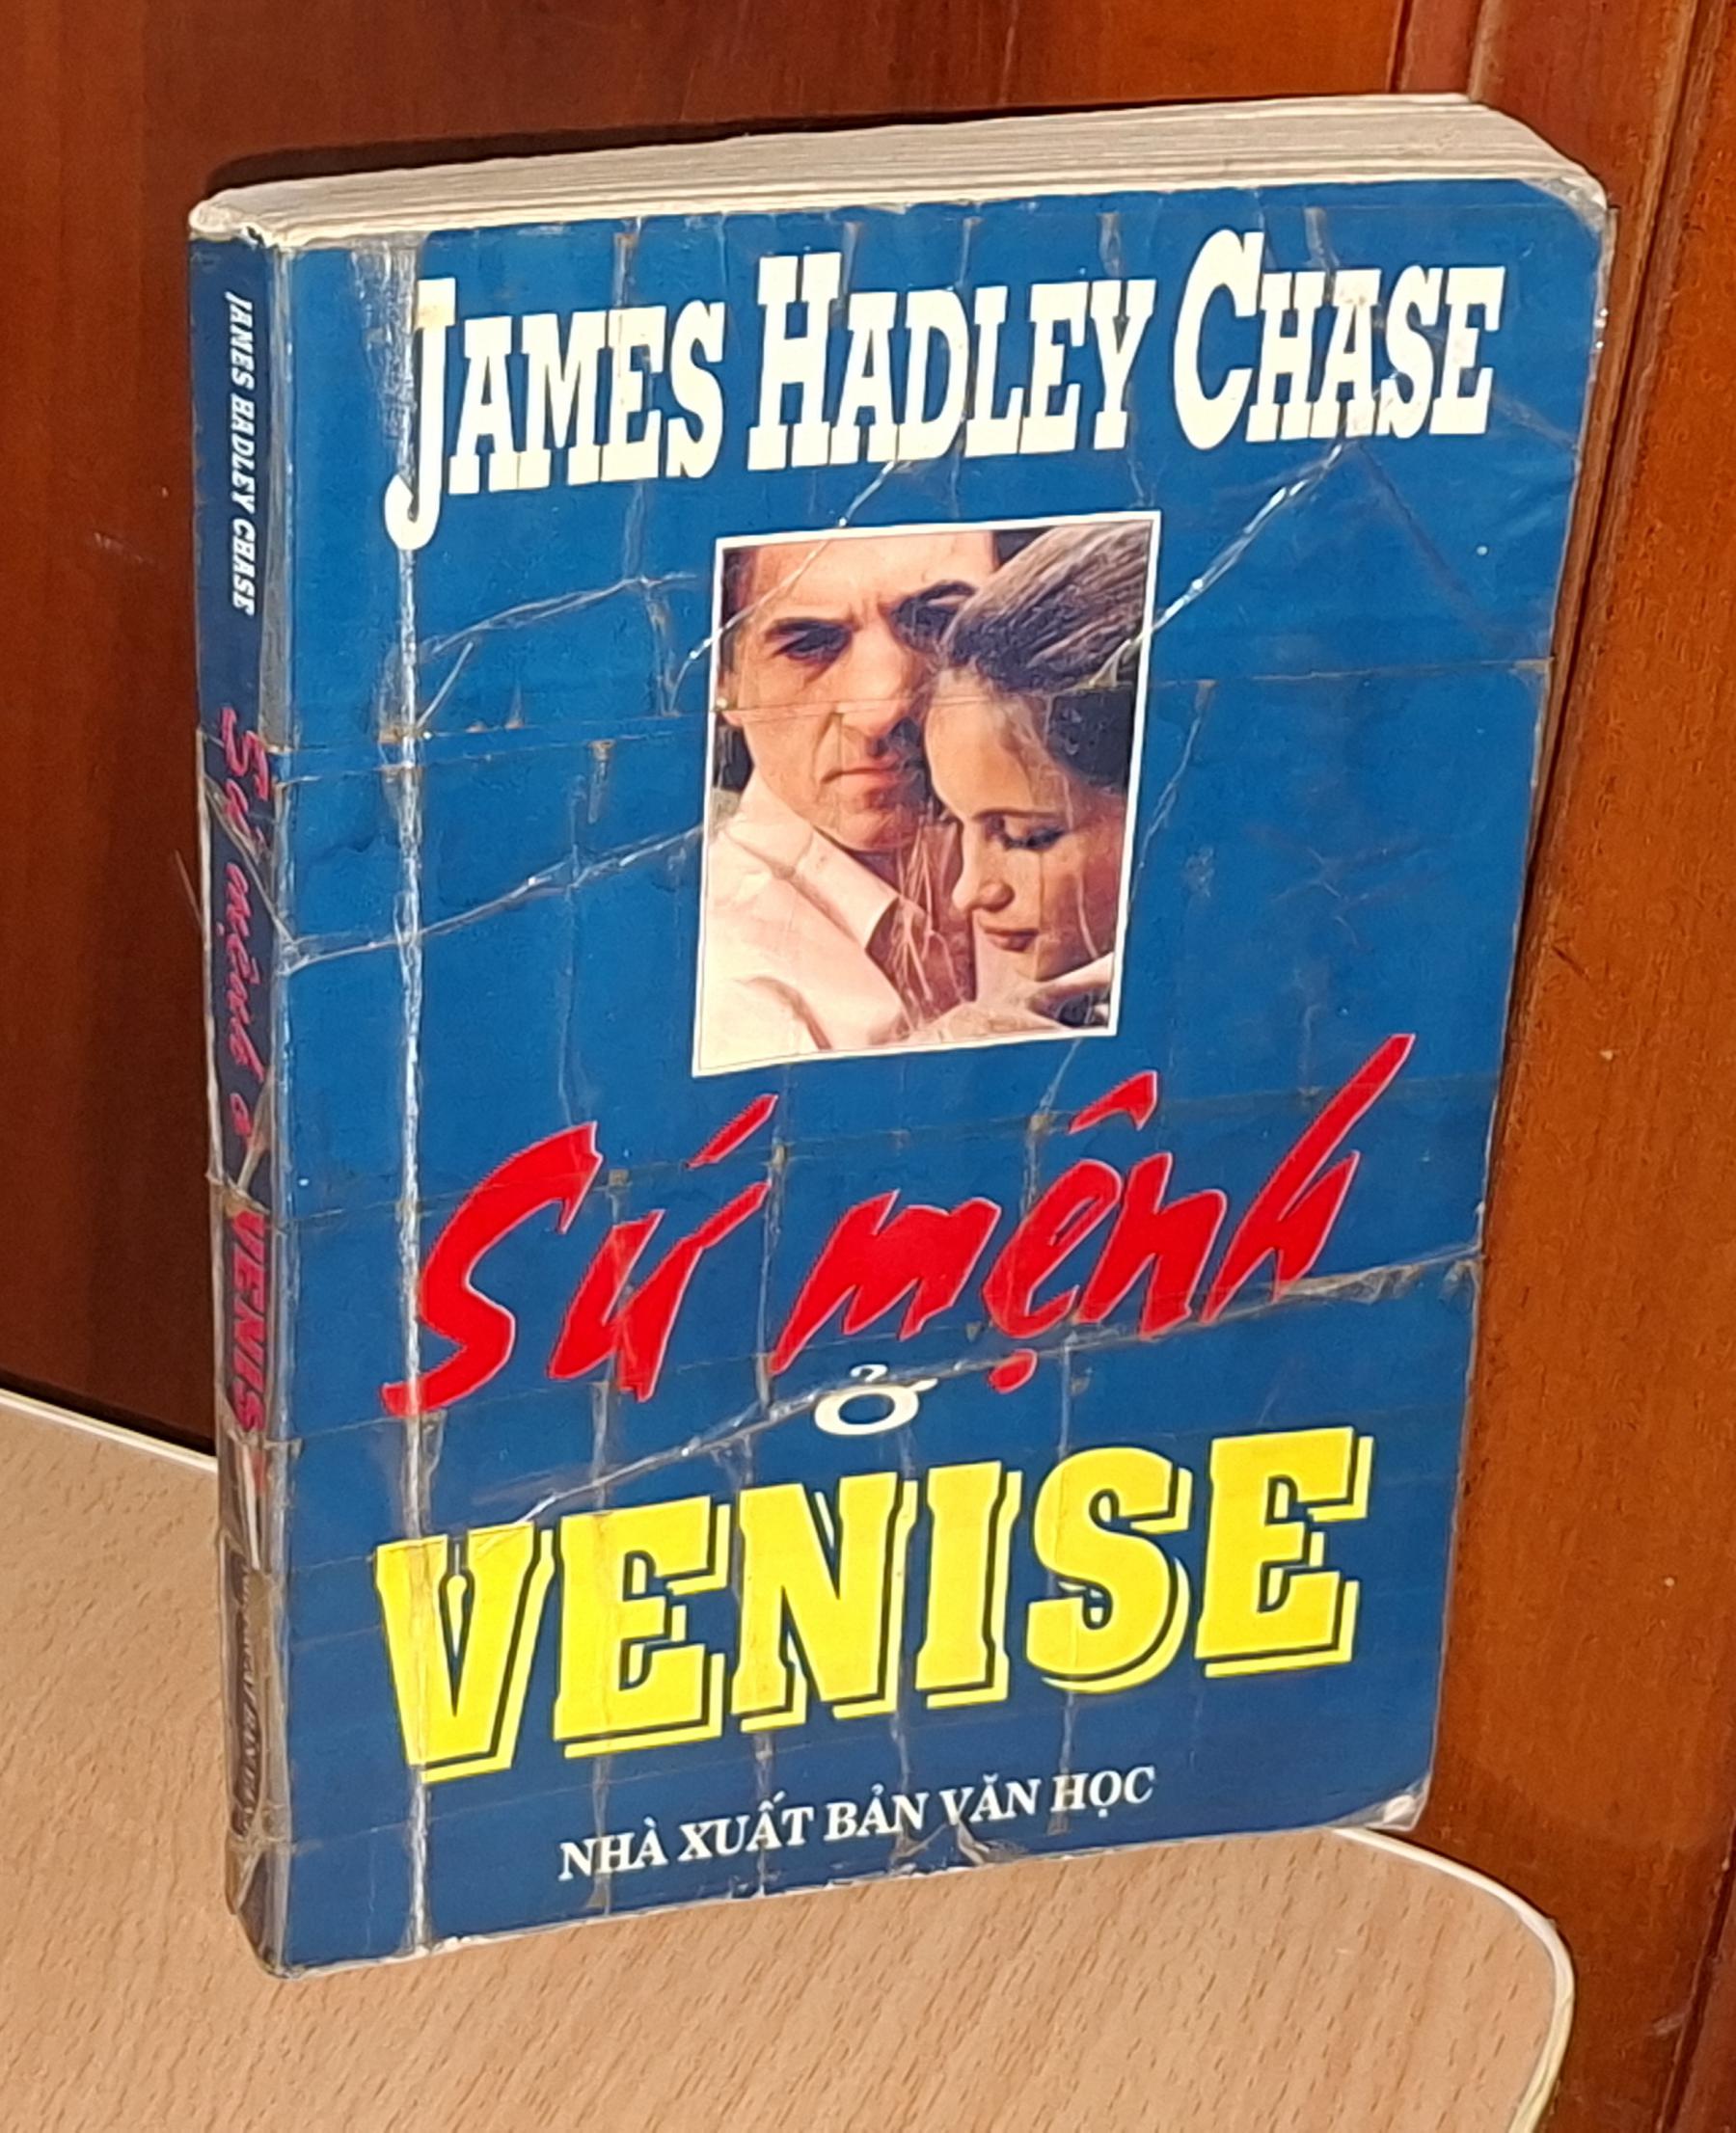 JAMES HADLEY CHASE
Sứ mệnh
ở
VENISE
NHÀ XUẤT BẢN VĂN HỌC
JAMES HADLEY CHASE
Sứ mệnh ở VENISE